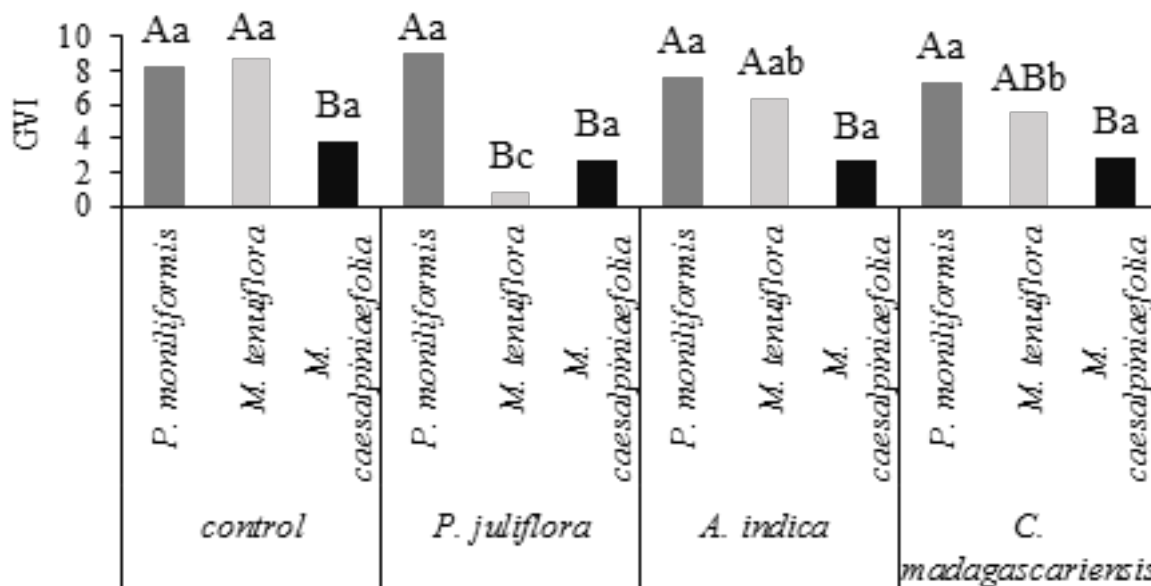 10
8
6
4
2
0
GVI
Aa
Aa
Ba
Aa
Bc
Ba
Aa
Aab
Ba
Aa
ABb
Ba
P. moniliformis
M. tenuiflora
M.
caesalpiniaefolia
P. moniliformis
M. tenuiflora
M.
caesalpiniaefolia
P. moniliformis
M. tenuiflora
M.
caesalpiniaefolia
P. moniliformis
M. tenuiflora
M.
caesalpiniaefolia
control
P. juliflora
A. indica
C.
madagascariensis